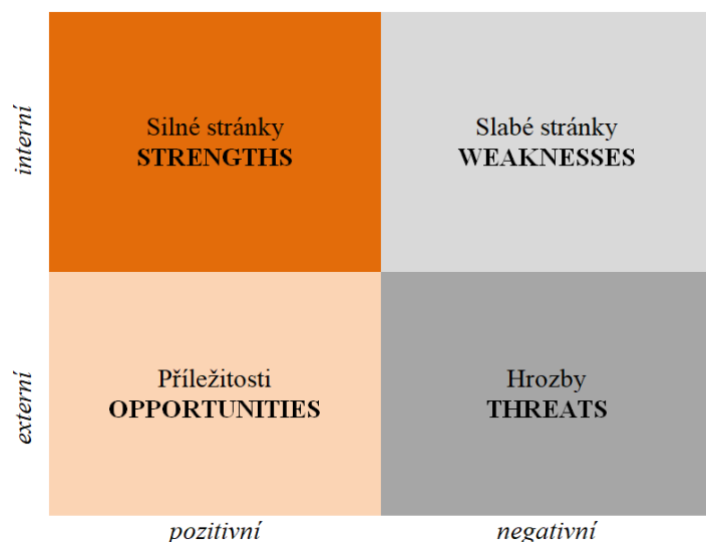 interní
Silné stránky
STRENGTHS
Slabé stránky
WEAKNESSES
externí
Příležitosti
OPPORTUNITIES
Hrozby
THREATS
pozitivní
negativní